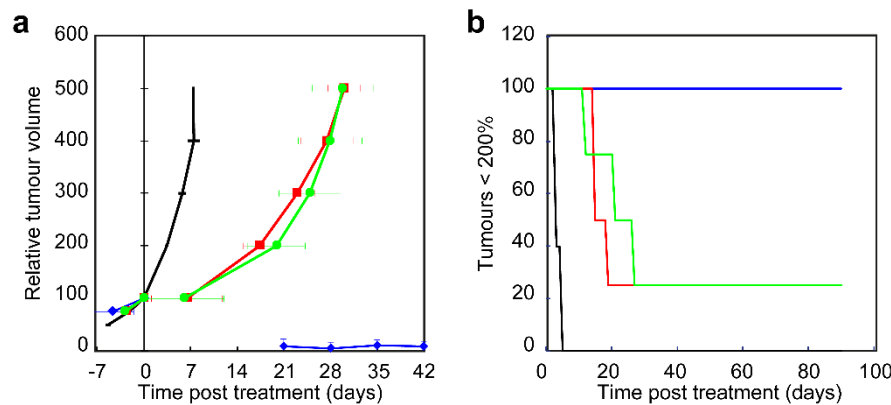 a
Relative tumour volume
600
500
400
300
200
100
0
-7 0 7 14 21 28 35 42
Time post treatment (days)
b
Tumours < 200%
120
100
80
60
40
20
0
0 20 40 60 80 100
Time post treatment (days)